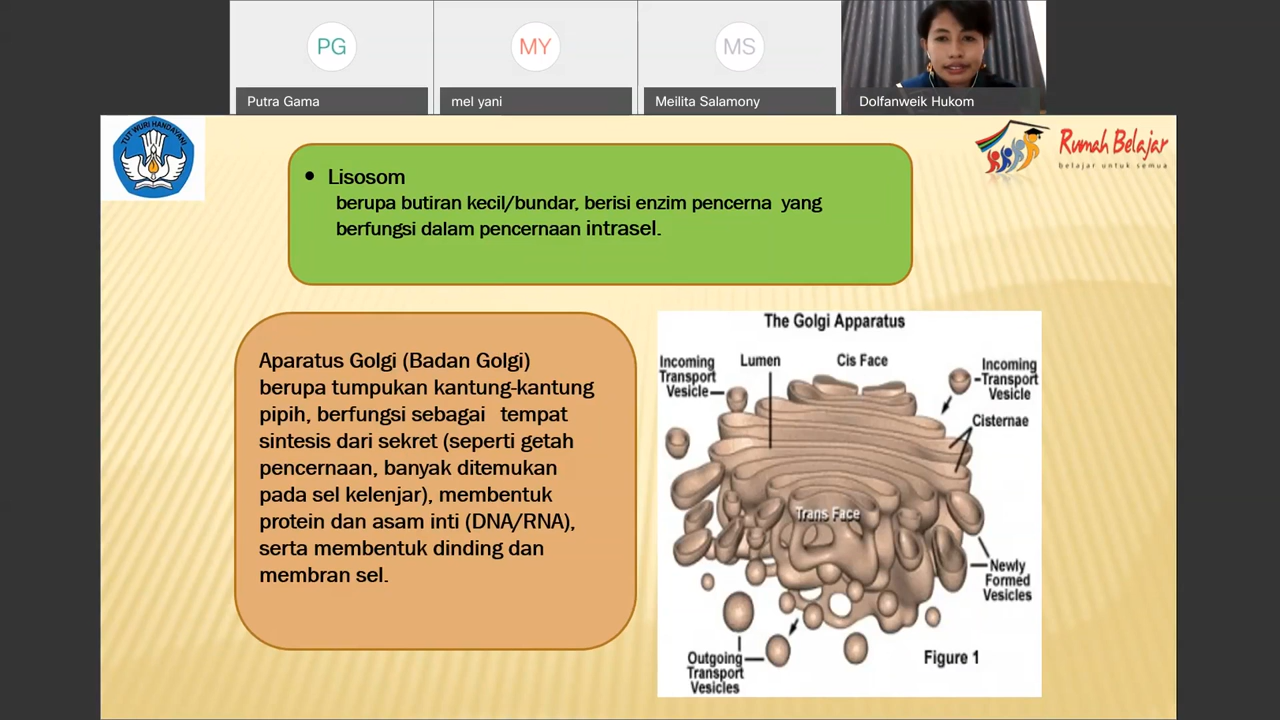 PG
MY
MS
Putra Gama
mel yani
Meilita Salamony
Dolfanweik Hukom
TUT WURI HANDAYANI
Rumah Belajar
belajar untuk semua
• Lisosom
berupa butiran kecil/bundar, berisi enzim pencerna yang
berfungsi dalam pencernaan intrasel.
Aparatus Golgi (Badan Golgi)
berupa tumpukan kantung-kantung
pipih, berfungsi sebagai tempat
sintesis dari sekret (seperti getah
pencernaan, banyak ditemukan
pada sel kelenjar), membentuk
protein dan asam inti (DNA/RNA),
serta membentuk dinding dan
membran sel.
The Golgi Apparatus
Incoming
Transport
Vesicle
Lumen
Cis Face
Incoming
Transport
Vesicle
Cisternae
Trans Face
Newly
Formed
Vesicles
Outgoing
Transport
Vesicles
Figure 1